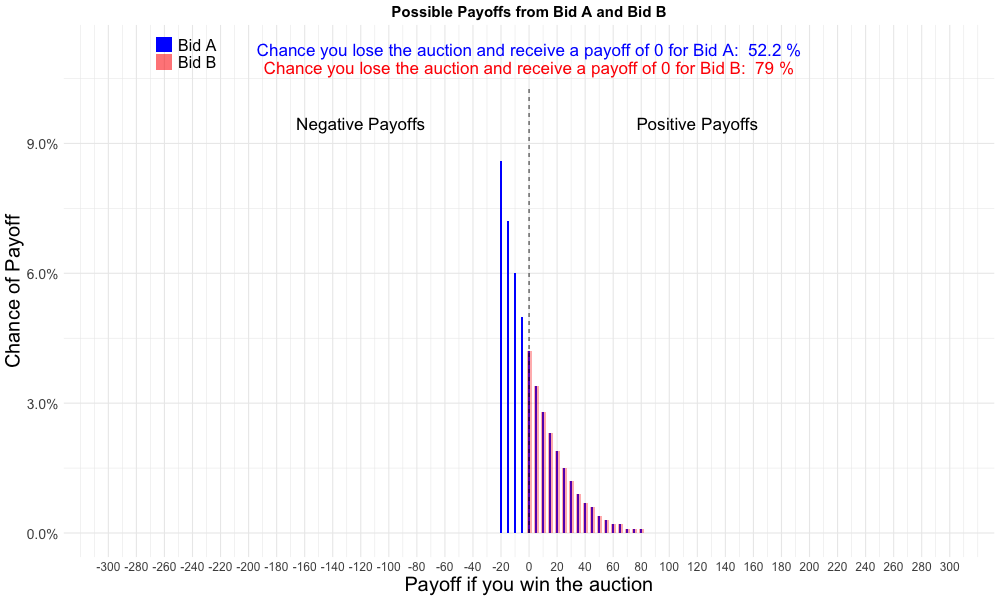 Possible Payoffs from Bid A and Bid B
Bid A
Bid B
Chance you lose the auction and receive a payoff of 0 for Bid A:  52.2 %
Chance you lose the auction and receive a payoff of 0 for Bid B:  79 %
Negative Payoffs
Positive Payoffs
Chance of Payoff
9.0%
6.0%
3.0%
0.0%
-300 -280 -260 -240 -220 -200 -180 -160 -140 -120 -100 -80 -60 -40 -20 0 20 40 60 80 100 120 140 160 180 200 220 240 260 280 300
Payoff if you win the auction